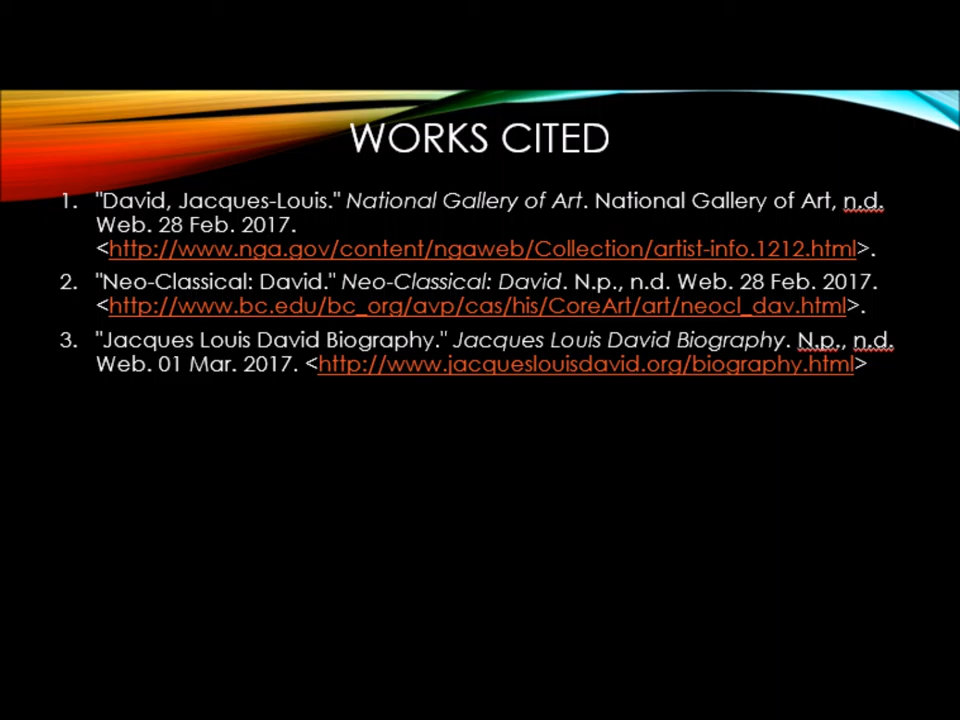 WORKS CITED
1. "David, Jacques-Louis." National Gallery of Art. National Gallery of Art, n.d.
Web. 28 Feb. 2017.
<http://www.nga.gov/content/ngaweb/Collection/artist-info.1212.html>.
2. "Neo-Classical: David." Neo-Classical: David. N.p., n.d. Web. 28 Feb. 2017.
<http://www.bc.edu/bc_org/avp/cas/his/CoreArt/art/neocl_dav.html>.
3. "Jacques Louis David Biography." Jacques Louis David Biography. N.p., n.d.
Web. 01 Mar. 2017. <http://www.jacqueslouisdavid.org/biography.html>